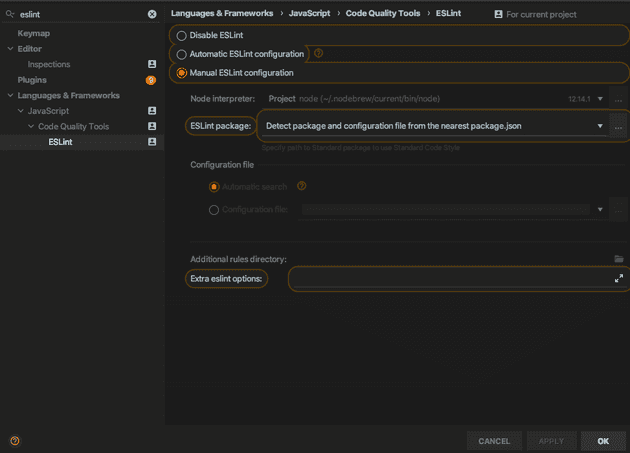 eslint
Languages & Frameworks › JavaScript › Code Quality Tools › ESLint For current project
Keymap
Editor
Inspections
Plugins 9
Languages & Frameworks
JavaScript
Code Quality Tools
ESLint
Disable ESLint
Automatic ESLint configuration ?
Manual ESLint configuration
Node interpreter: Project node (~/.nodebrew/current/bin/node) 12.14.1 ...
ESLint package: Detect package and configuration file from the nearest package.json ...
Specify path to Standard package to use Standard Code Style
Configuration file
Automatic search ?
Configuration file:
Additional rules directory:
Extra eslint options:
? CANCEL APPLY OK